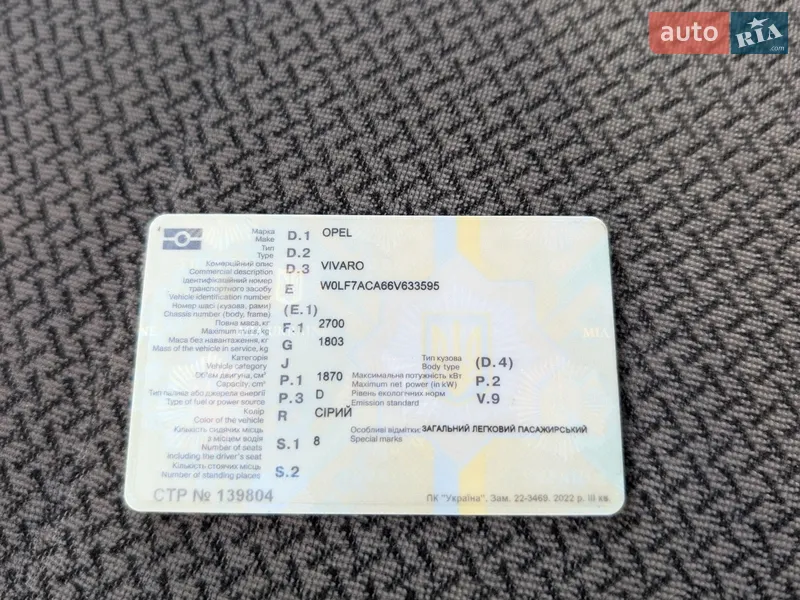 auto RIA .com
Марка D.1 OPEL
Make
Тип D.2
Type
Комерційний опис D.3 VIVARO
Commercial description
Ідентифікаційний номер E W0LF7ACA66V633595
транспортного засобу
Vehicle identification number
Номер шасі (кузова, рами) (E.1)
Chassis number (body, frame)
Повна маса, кг F.1 2700
Maximum mass, kg
Маса без навантаження, кг G 1803
Mass of the vehicle in service, kg
Категорія J Тип кузова (D.4)
Vehicle category Body type
Об'єм двигуна, см³ P.1 1870 Максимальна потужність кВт P.2
Capacity, cm³ Maximum net power (in kW)
Тип пального або джерело енергії P.3 D Рівень екологічних норм V.9
Type of fuel or power source Emission standard
Колір R СІРИЙ
Color of the vehicle
Кількість сидячих місць S.1 8 Особливі відмітки: ЗАГАЛЬНИЙ ЛЕГКОВИЙ ПАСАЖИРСЬКИЙ
з місцем водія Special marks
Number of seats
including the driver's seat
Кількість стоячих місць S.2
Number of standing places
СТР № 139804
ПК "Україна". Зам. 22-3469. 2022 р. III кв.
MIA